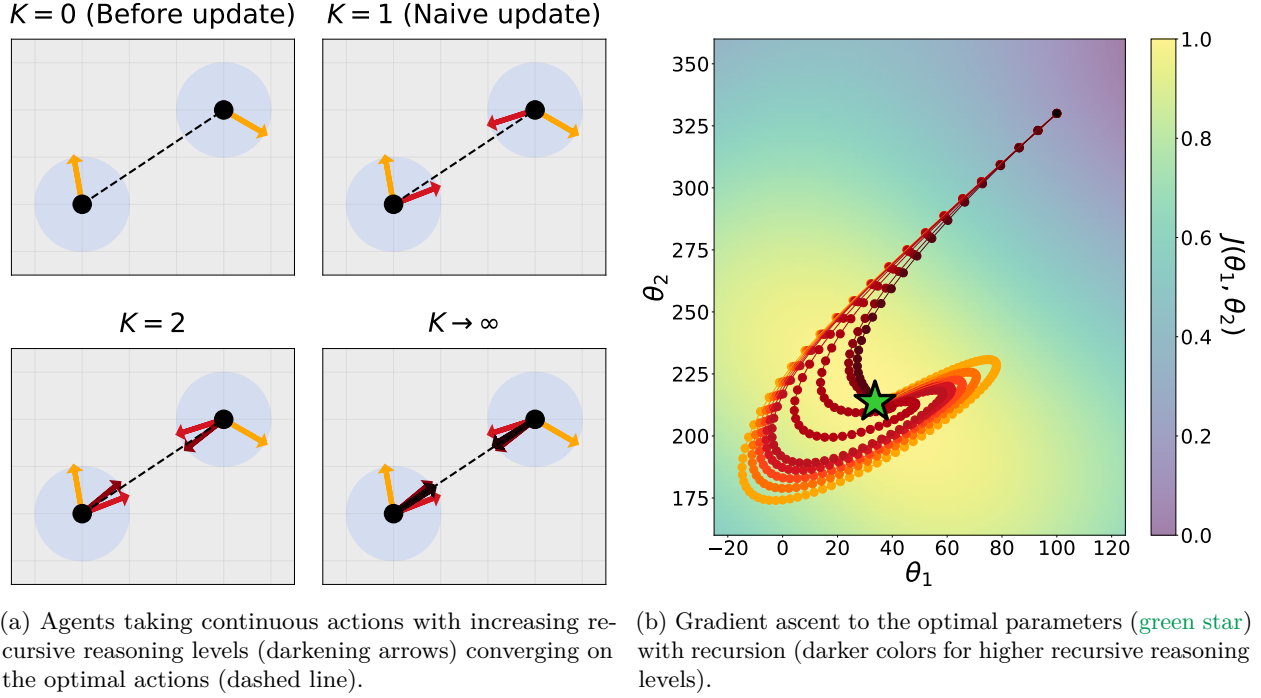 K = 0 (Before update)
K = 1 (Naive update)
K = 2
K → ∞
(a) Agents taking continuous actions with increasing re-
cursive reasoning levels (darkening arrows) converging on
the optimal actions (dashed line).
350
325
300
275
250
225
200
175
θ₂
−20 0 20 40 60 80 100 120
θ₁
1.0
0.8
0.6
0.4
0.2
0.0
J(θ₁, θ₂)
(b) Gradient ascent to the optimal parameters (green star)
with recursion (darker colors for higher recursive reasoning
levels).